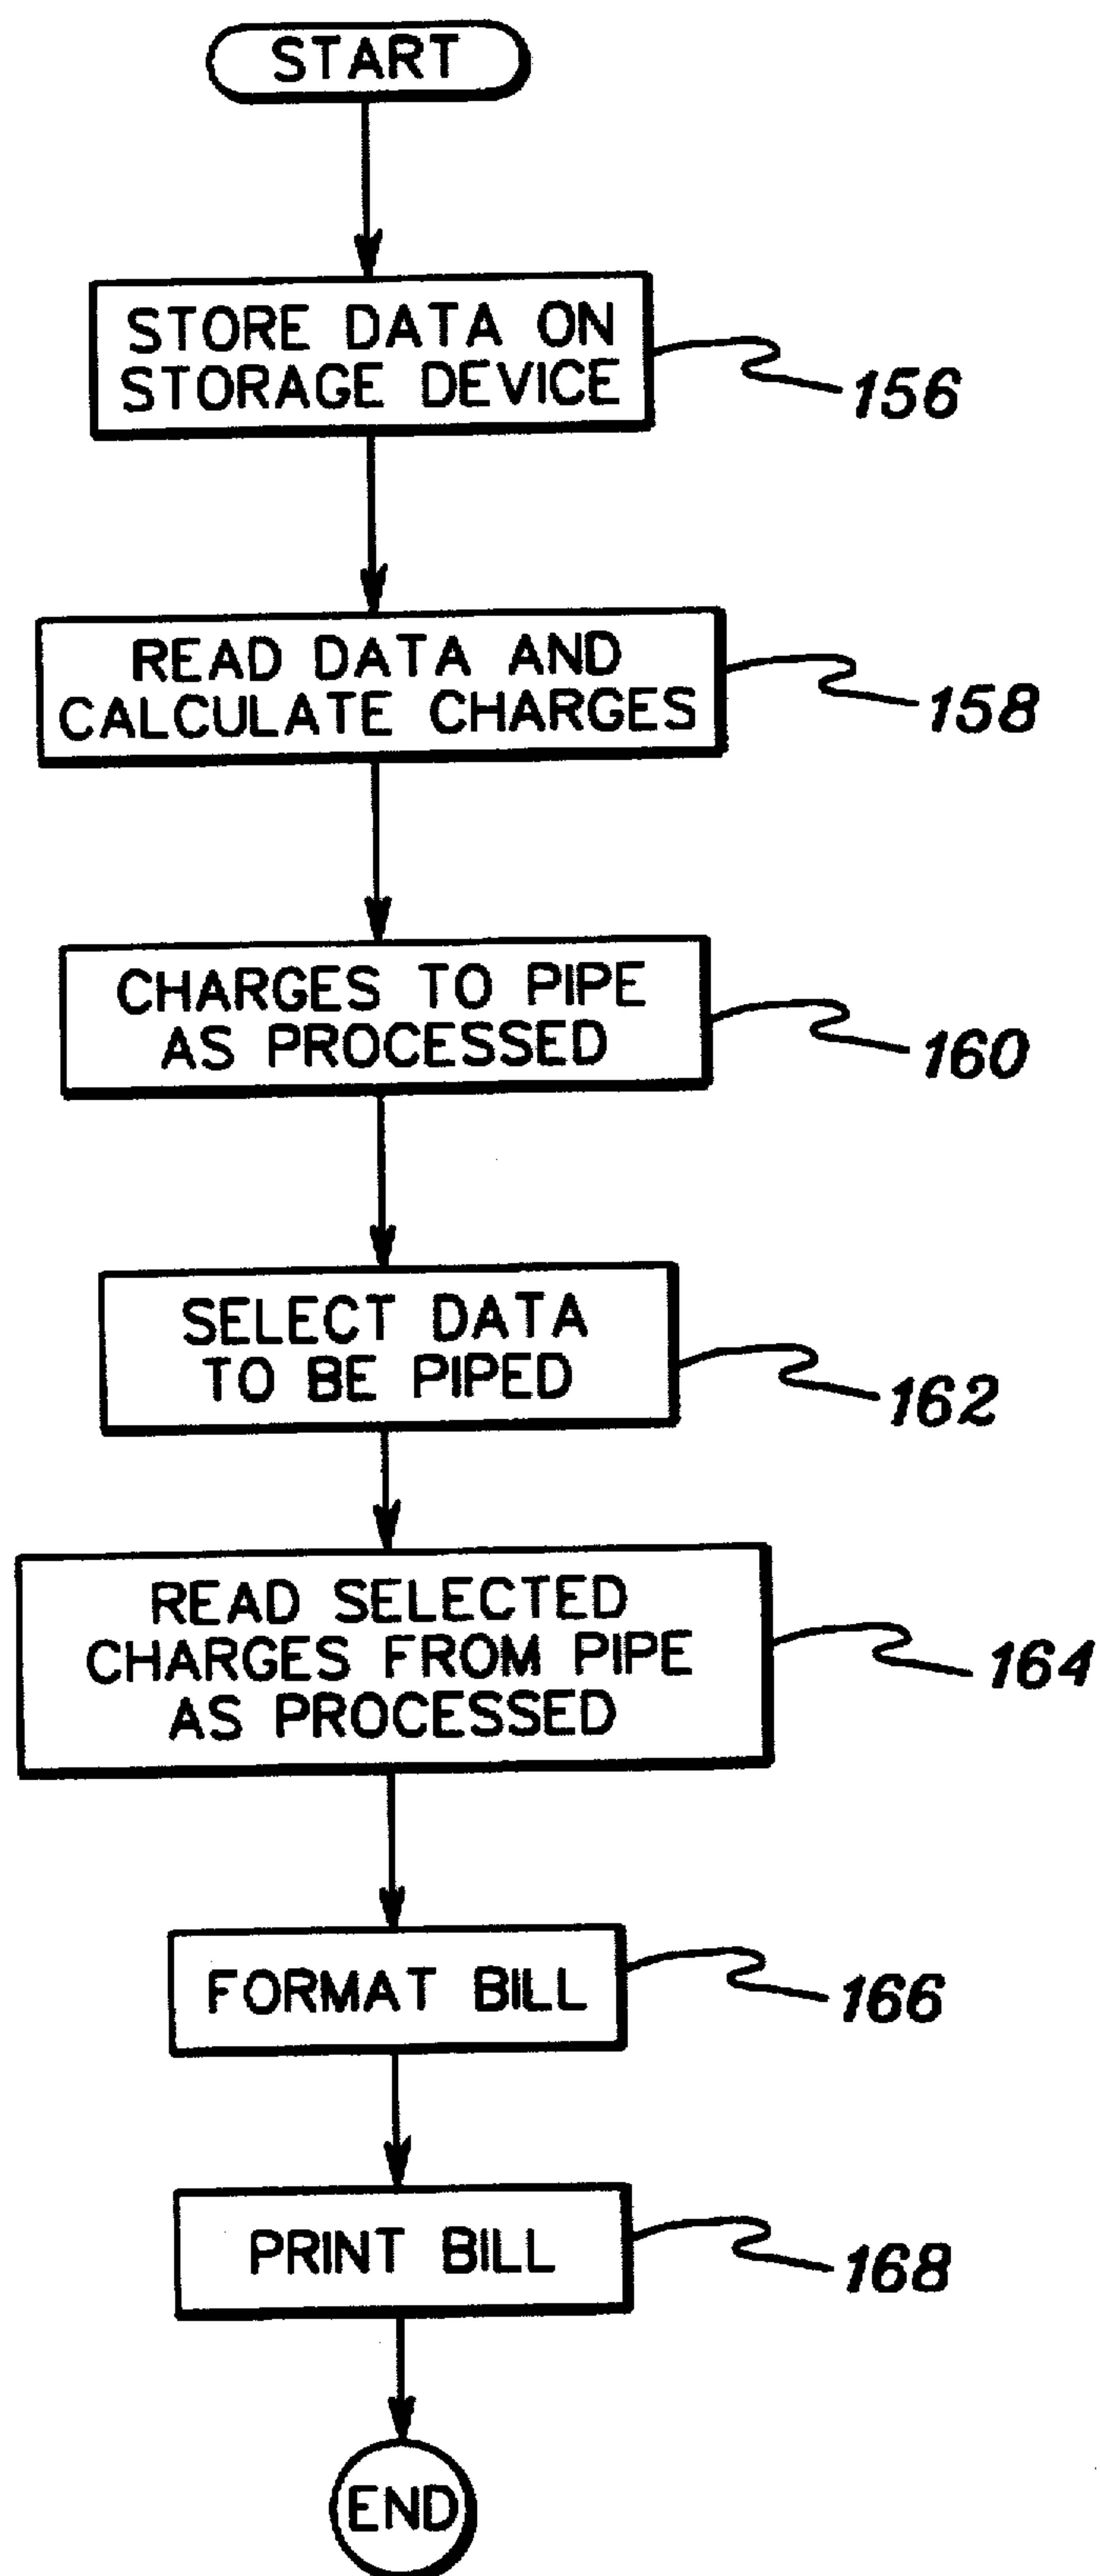 START
STORE DATA ON
STORAGE DEVICE
156
READ DATA AND
CALCULATE CHARGES
158
CHARGES TO PIPE
AS PROCESSED
160
SELECT DATA
TO BE PIPED
162
READ SELECTED
CHARGES FROM PIPE
AS PROCESSED
164
FORMAT BILL
166
PRINT BILL
168
END